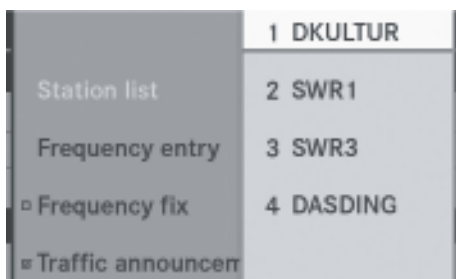 1 DKULTUR
Station list 2 SWR1
Frequency entry 3 SWR3
Frequency fix 4 DASDING
Traffic announcem